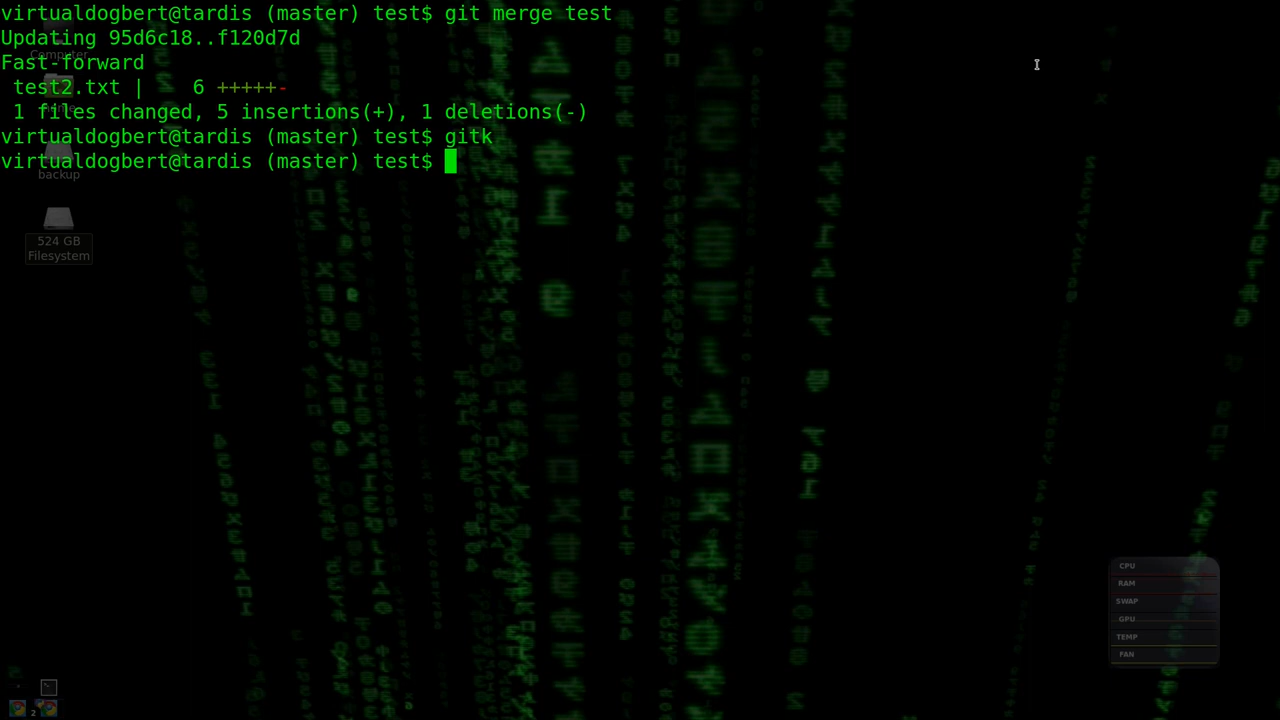 virtualdogbert@tardis (master) test$ git merge test
Updating 95d6c18..f120d7d
Computer
Fast-forward
test2.txt |    6 +++++-
1 files changed, 5 insertions(+), 1 deletions(-)
virtualdogbert@tardis (master) test$ gitk
virtualdogbert@tardis (master) test$
backup
524 GB
Filesystem
CPU
RAM
SWAP
GPU
TEMP
FAN
2